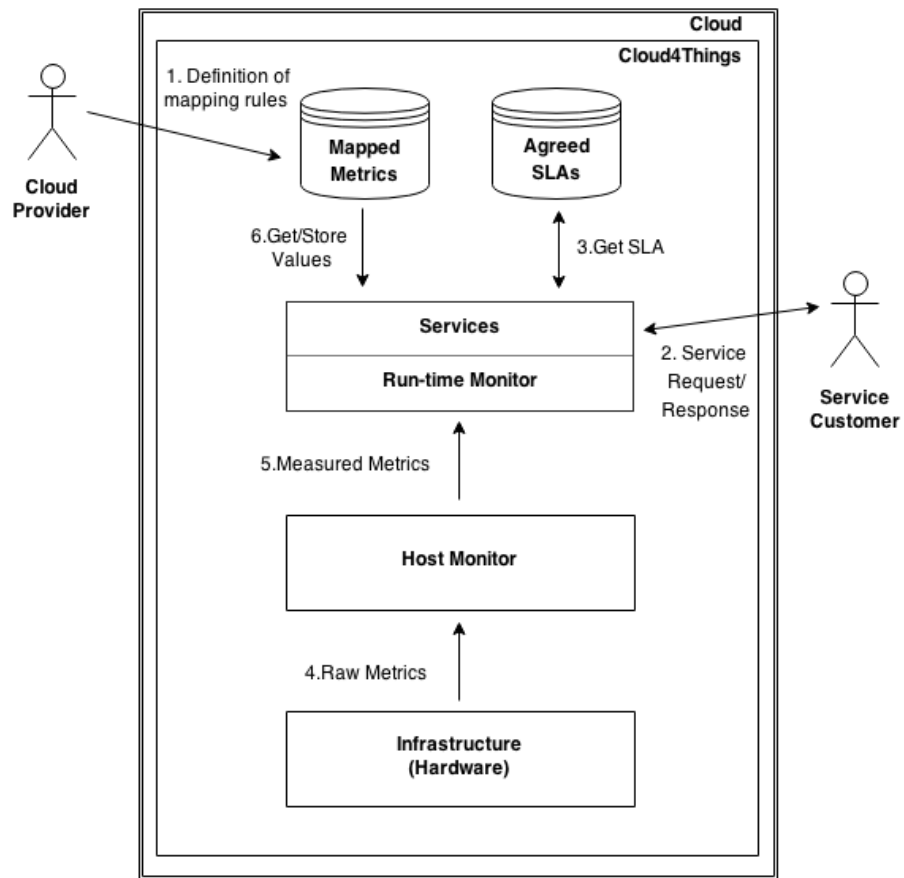 Cloud
Cloud4Things
1. Definition of
mapping rules
Mapped
Metrics
Agreed
SLAs
Cloud
Provider
6.Get/Store
Values
3.Get SLA
Services
Run-time Monitor
2. Service
Request/
Response
Service
Customer
5.Measured Metrics
Host Monitor
4.Raw Metrics
Infrastructure
(Hardware)